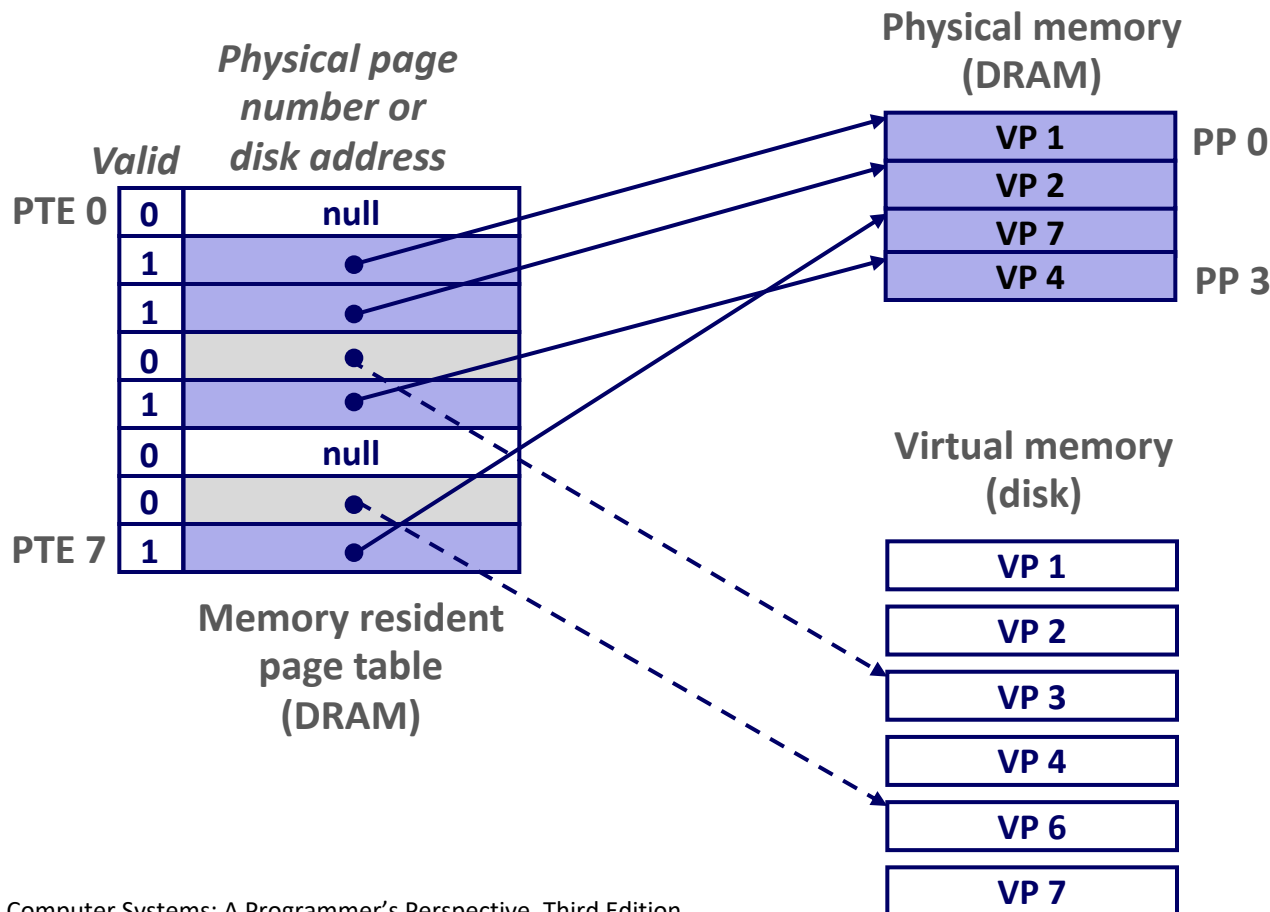 Physical page
number or
disk address
Valid
PTE 0
0
null
1
1
0
1
0
null
0
PTE 7
1
Memory resident
page table
(DRAM)
Physical memory
(DRAM)
VP 1
PP 0
VP 2
VP 7
VP 4
PP 3
Virtual memory
(disk)
VP 1
VP 2
VP 3
VP 4
VP 6
VP 7
Computer Systems: A Programmer's Perspective, Third Edition